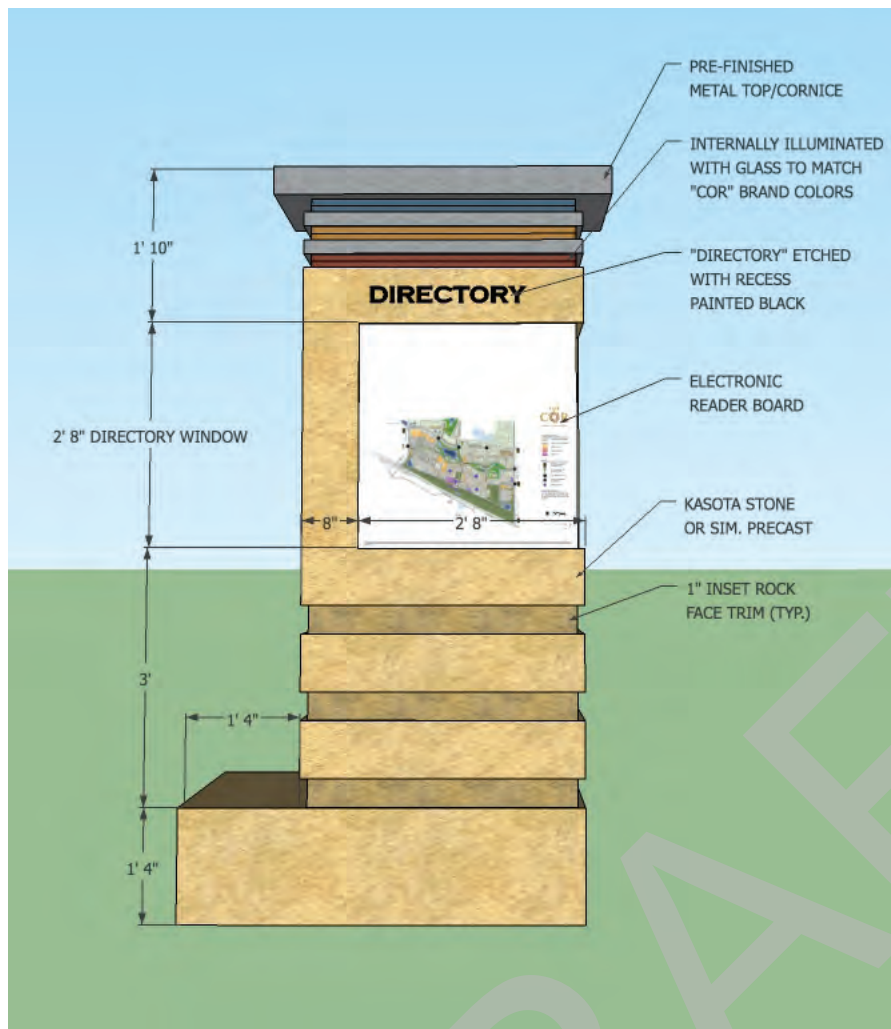 PRE-FINISHED
METAL TOP/CORNICE
INTERNALLY ILLUMINATED
WITH GLASS TO MATCH
"COR" BRAND COLORS
1' 10"
"DIRECTORY" ETCHED
WITH RECESS
PAINTED BLACK
DIRECTORY
ELECTRONIC
READER BOARD
COR
2' 8" DIRECTORY WINDOW
KASOTA STONE
OR SIM. PRECAST
8"
2' 8"
1" INSET ROCK
FACE TRIM (TYP.)
3'
1' 4"
1' 4"